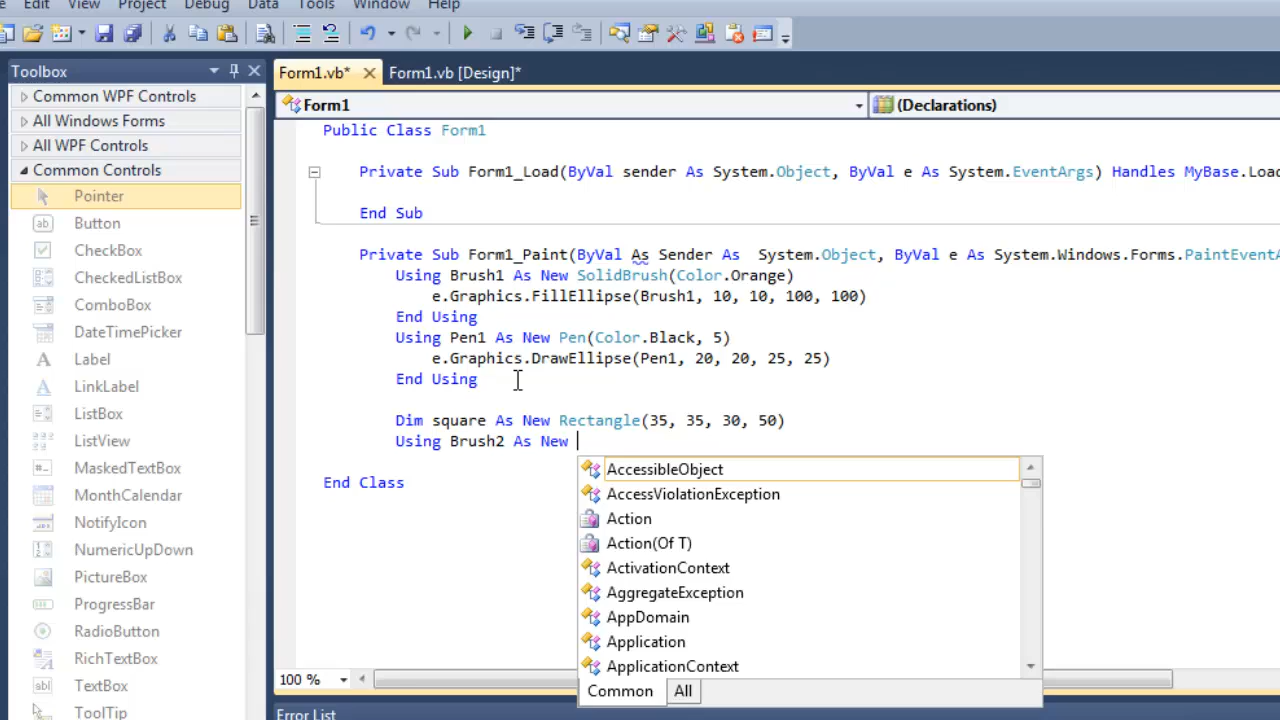 Edit View Project Debug Data Tools Window Help
Toolbox
Form1.vb* Form1.vb [Design]*
Common WPF Controls
All Windows Forms
All WPF Controls
Common Controls
Pointer
Button
CheckBox
CheckedListBox
ComboBox
DateTimePicker
Label
LinkLabel
ListBox
ListView
MaskedTextBox
MonthCalendar
NotifyIcon
NumericUpDown
PictureBox
ProgressBar
RadioButton
RichTextBox
TextBox
ToolTip
Form1 (Declarations)
Public Class Form1
Private Sub Form1_Load(ByVal sender As System.Object, ByVal e As System.EventArgs) Handles MyBase.Load
End Sub
Private Sub Form1_Paint(ByVal As Sender As System.Object, ByVal e As System.Windows.Forms.PaintEventA
Using Brush1 As New SolidBrush(Color.Orange)
e.Graphics.FillEllipse(Brush1, 10, 10, 100, 100)
End Using
Using Pen1 As New Pen(Color.Black, 5)
e.Graphics.DrawEllipse(Pen1, 20, 20, 25, 25)
End Using
Dim square As New Rectangle(35, 35, 30, 50)
Using Brush2 As New
End Class
AccessibleObject
AccessViolationException
Action
Action(Of T)
ActivationContext
AggregateException
AppDomain
Application
ApplicationContext
Common All
100 %
Error List